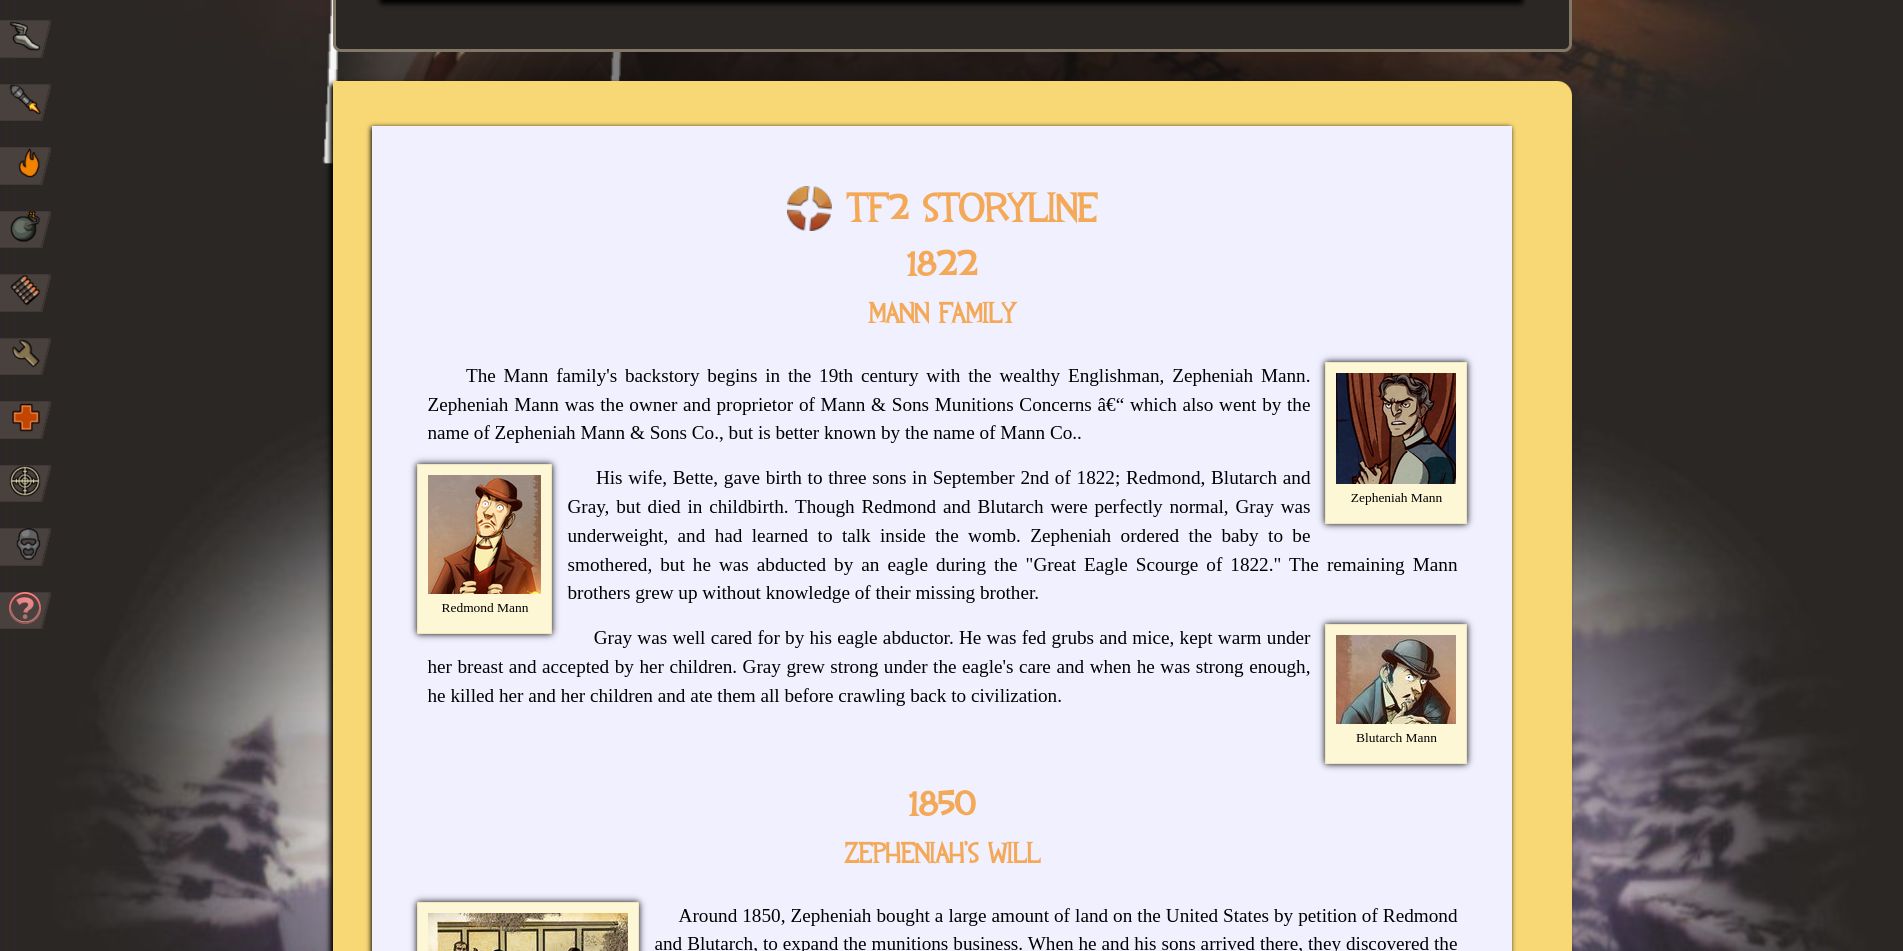 TF2 STORYLINE
1822
MANN FAMILY
The Mann family's backstory begins in the 19th century with the wealthy Englishman, Zepheniah Mann.
Zepheniah Mann was the owner and proprietor of Mann & Sons Munitions Concerns â€“ which also went by the
name of Zepheniah Mann & Sons Co., but is better known by the name of Mann Co..
Zepheniah Mann
His wife, Bette, gave birth to three sons in September 2nd of 1822; Redmond, Blutarch and
Gray, but died in childbirth. Though Redmond and Blutarch were perfectly normal, Gray was
underweight, and had learned to talk inside the womb. Zepheniah ordered the baby to be
smothered, but he was abducted by an eagle during the "Great Eagle Scourge of 1822." The remaining Mann
brothers grew up without knowledge of their missing brother.
Redmond Mann
Gray was well cared for by his eagle abductor. He was fed grubs and mice, kept warm under
her breast and accepted by her children. Gray grew strong under the eagle's care and when he was strong enough,
he killed her and her children and ate them all before crawling back to civilization.
Blutarch Mann
1850
ZEPHENIAH'S WILL
Around 1850, Zepheniah bought a large amount of land on the United States by petition of Redmond
and Blutarch, to expand the munitions business. When he and his sons arrived there, they discovered the